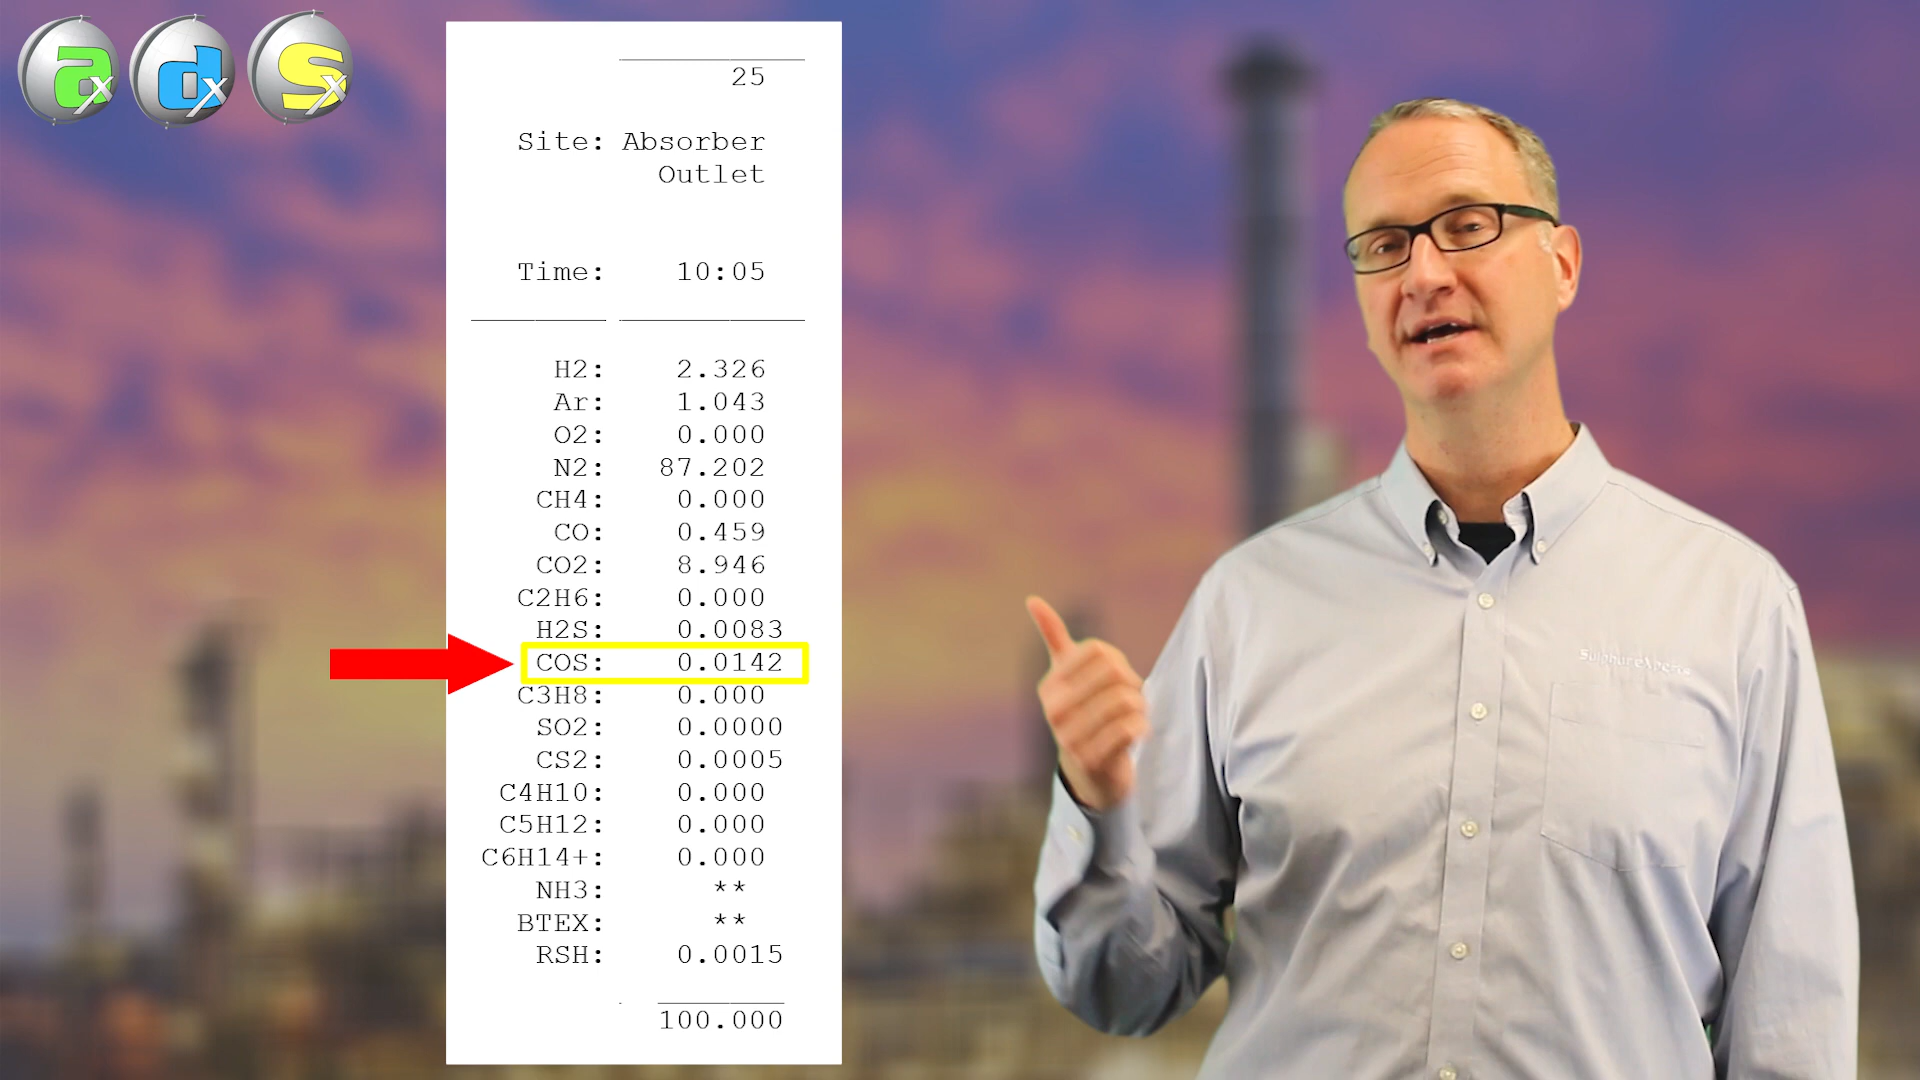 a x
d x
S x
25
Site: Absorber
Outlet
Time: 10:05
H2: 2.326
Ar: 1.043
O2: 0.000
N2: 87.202
CH4: 0.000
CO: 0.459
CO2: 8.946
C2H6: 0.000
H2S: 0.0083
COS: 0.0142
C3H8: 0.000
SO2: 0.0000
CS2: 0.0005
C4H10: 0.000
C5H12: 0.000
C6H14+: 0.000
NH3: **
BTEX: **
RSH: 0.0015
100.000
SulphurExperts